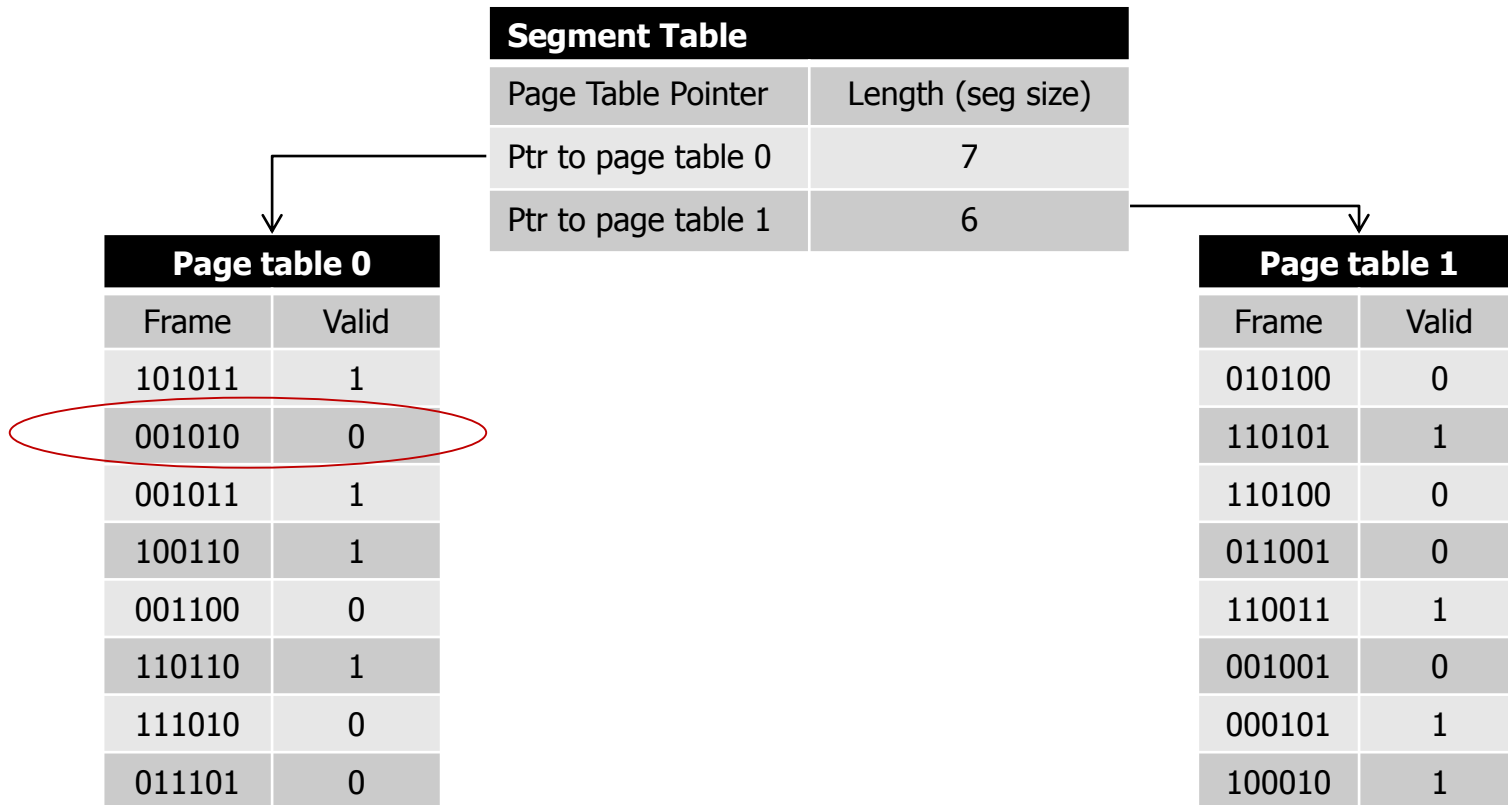 Segment Table
Page Table Pointer Length (seg size)
Ptr to page table 0 7
Ptr to page table 1 6
Page table 0
Frame Valid
101011 1
001010 0
001011 1
100110 1
001100 0
110110 1
111010 0
011101 0
Page table 1
Frame Valid
010100 0
110101 1
110100 0
011001 0
110011 1
001001 0
000101 1
100010 1